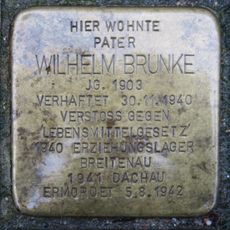 HIER WOHNTE
PATER
WILHELM BRUNKE
JG. 1903
VERHAFTET 30.11.1940
VERSTOSS GEGEN
LEBENSMITTELGESETZ
1940 ERZIEHUNGSLAGER
BREITENAU
1941 DACHAU
ERMORDET 5.8.1942